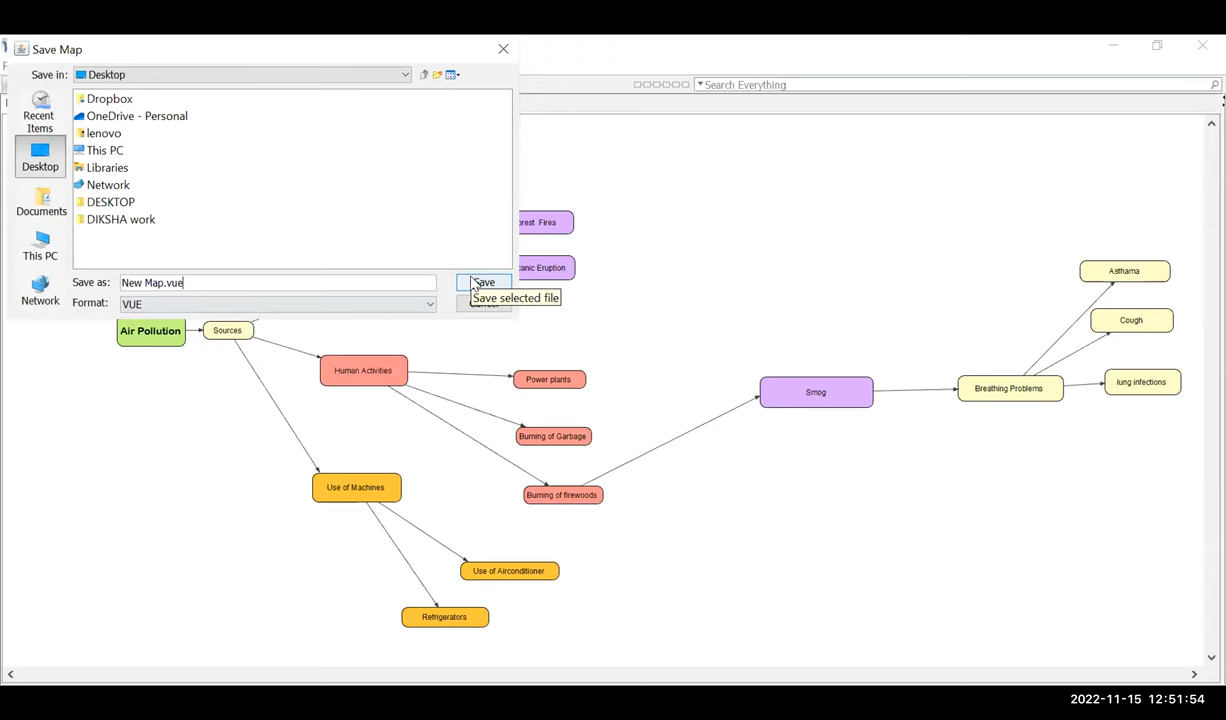 Save Map
Save in:
Desktop
Search Everything
Dropbox
OneDrive - Personal
lenovo
This PC
Libraries
Network
DESKTOP
DIKSHA work
Recent
Items
Desktop
Documents
This PC
Network
Save as:
New Map.vue
Save
Save selected file
Format:
VUE
Fires
Eruption
Air Pollution
Sources
Human Activities
Power plants
Burning of Garbage
Burning of firewoods
Use of Machines
Use of Airconditioner
Refrigerators
Smog
Breathing Problems
Asthama
Cough
lung infections
2022-11-15 12:51:54